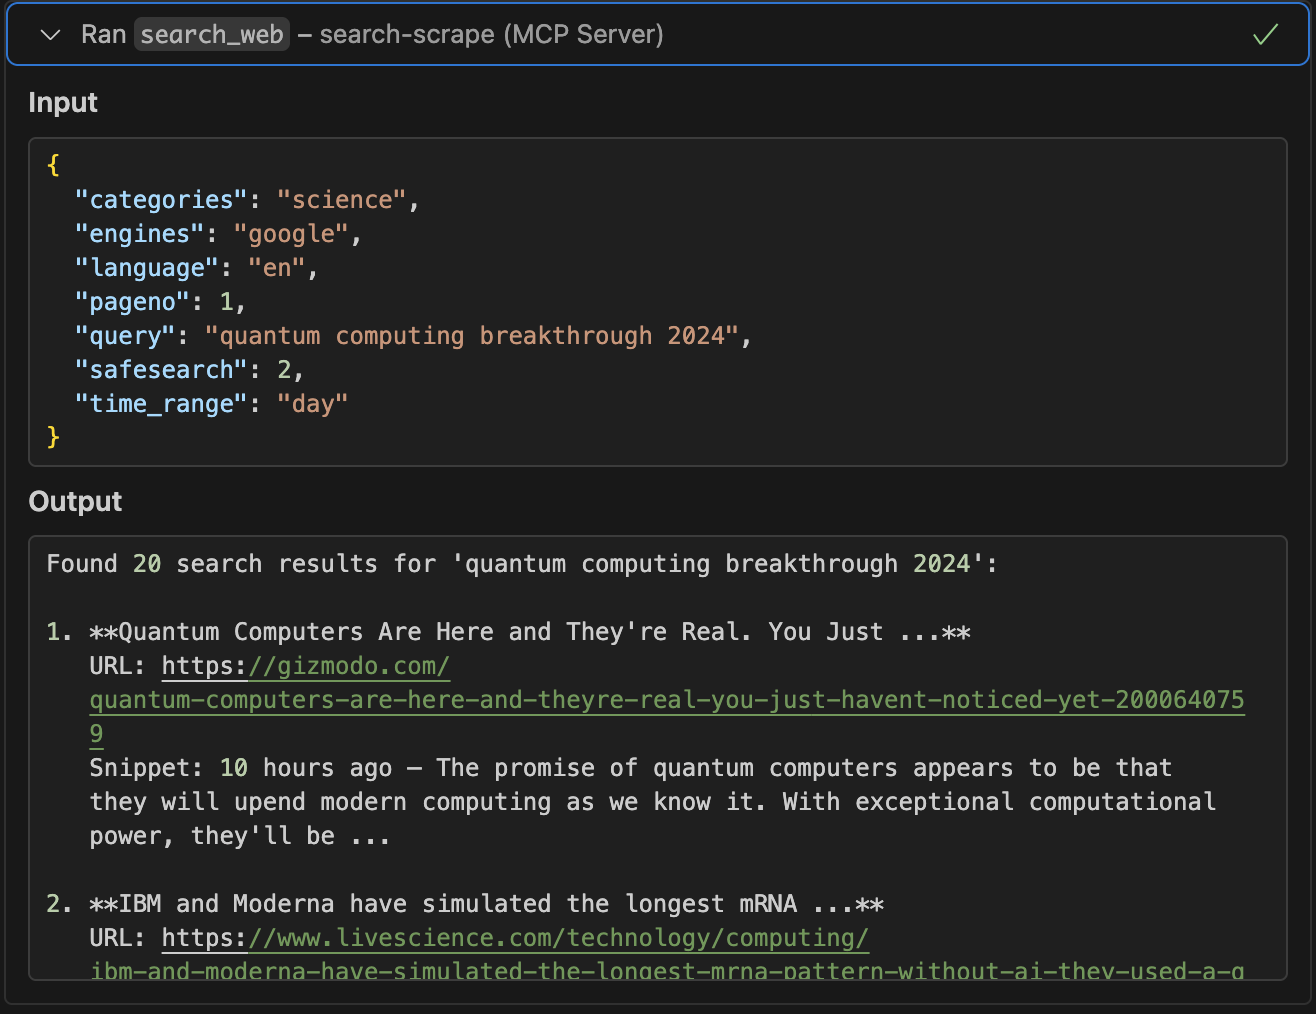 Ran search_web – search-scrape (MCP Server)
Input
{
"categories": "science",
"engines": "google",
"language": "en",
"pageno": 1,
"query": "quantum computing breakthrough 2024",
"safesearch": 2,
"time_range": "day"
}
Output
Found 20 search results for 'quantum computing breakthrough 2024':
1. **Quantum Computers Are Here and They're Real. You Just ...**
URL: https://gizmodo.com/
quantum-computers-are-here-and-theyre-real-you-just-havent-noticed-yet-200064075
9
Snippet: 10 hours ago — The promise of quantum computers appears to be that
they will upend modern computing as we know it. With exceptional computational
power, they'll be ...
2. **IBM and Moderna have simulated the longest mRNA ...**
URL: https://www.livescience.com/technology/computing/
ibm-and-moderna-have-simulated-the-longest-mrna-pattern-without-ai-they-used-a-q